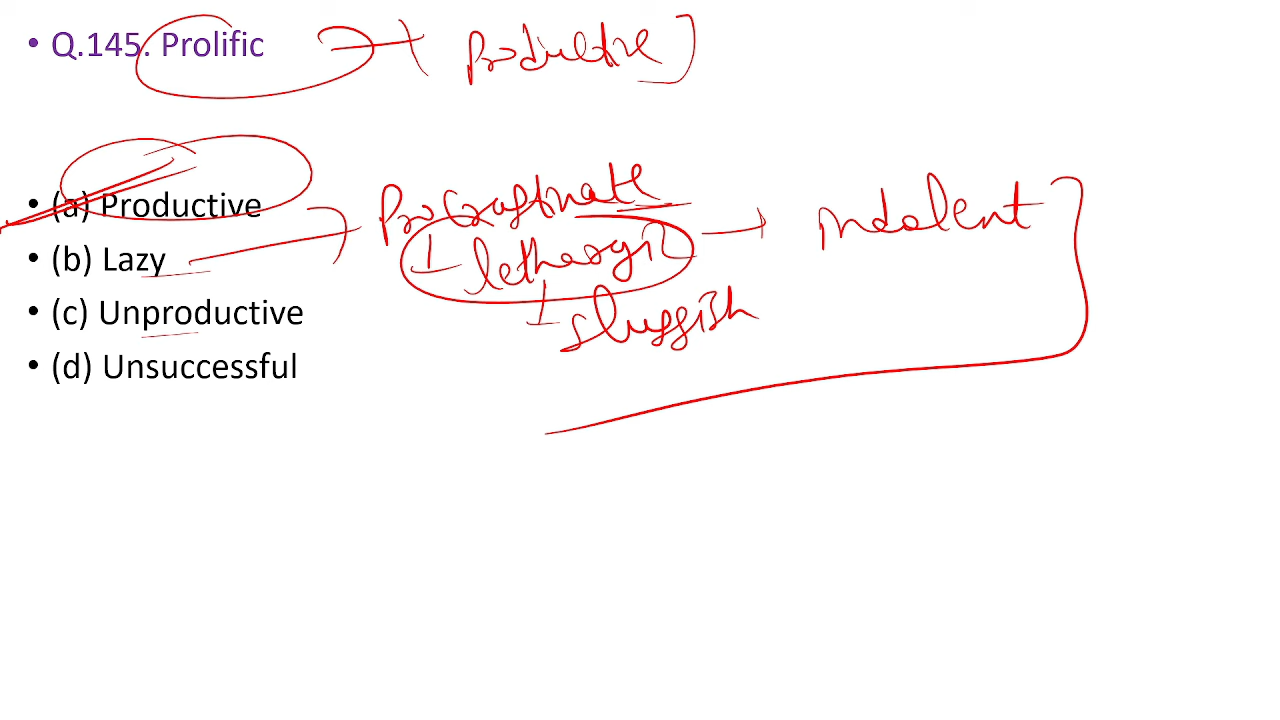 • Q.145. Prolific → Productive]
• (a) Productive
• (b) Lazy → Procrastinate
lethargic → indolent
sluggish
• (c) Unproductive
• (d) Unsuccessful